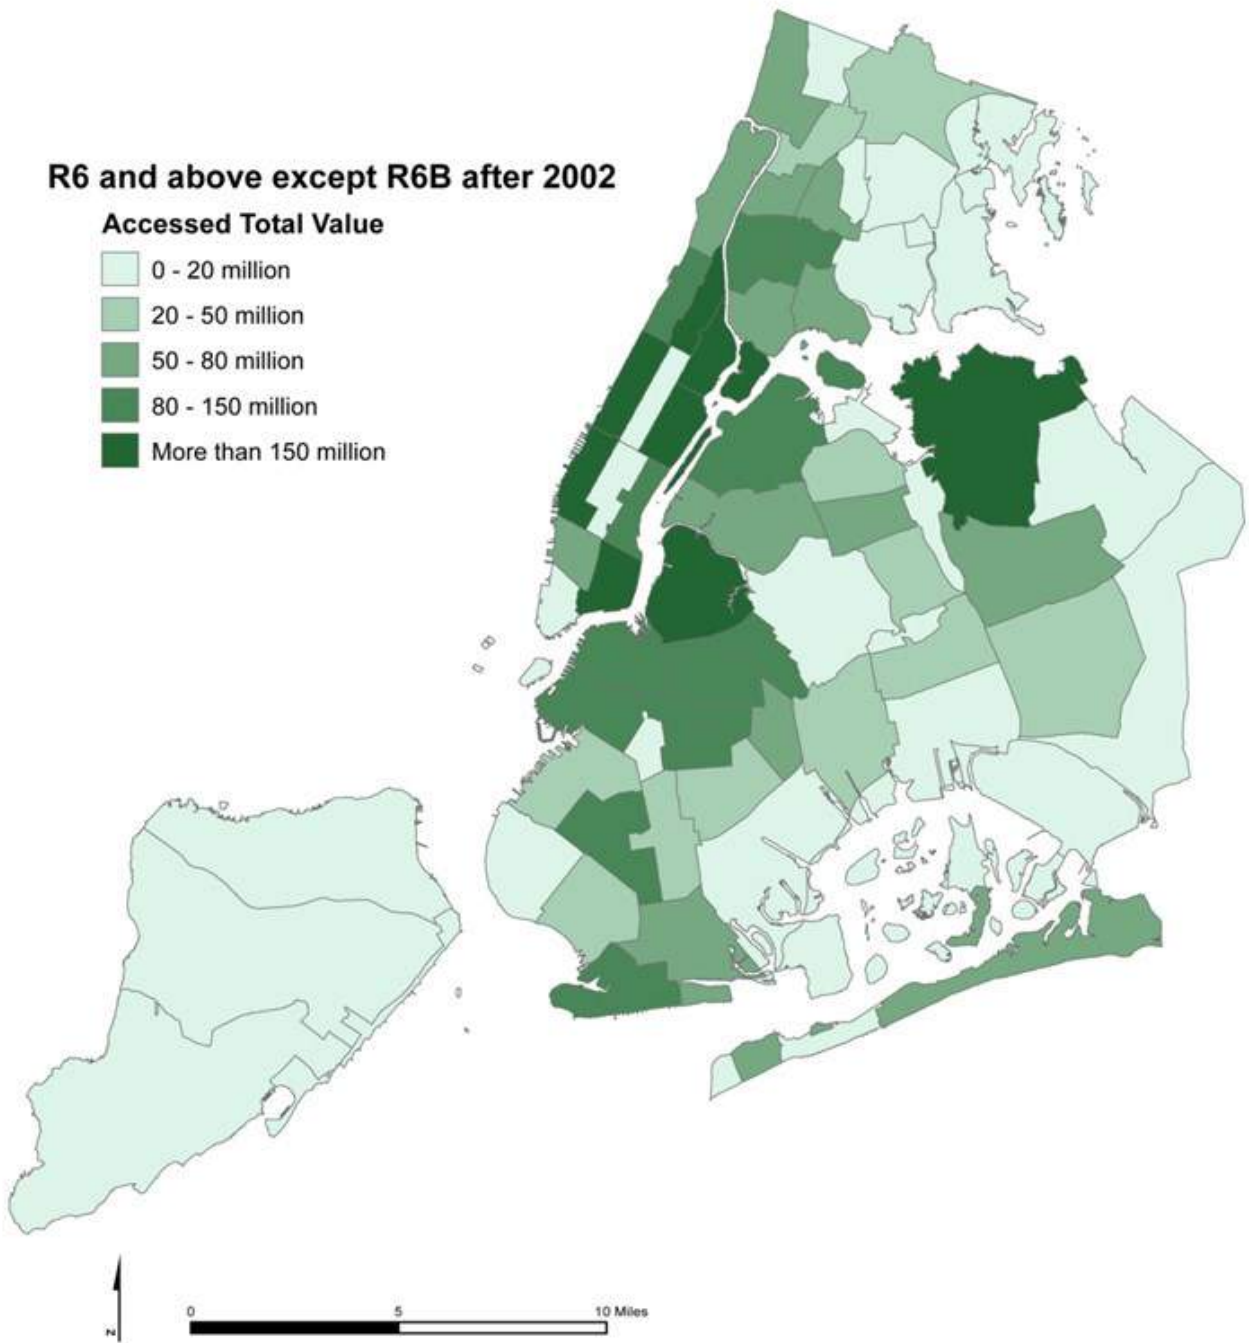 R6 and above except R6B after 2002
Accessed Total Value
0 - 20 million
20 - 50 million
50 - 80 million
80 - 150 million
More than 150 million
N
0 5 10 Miles